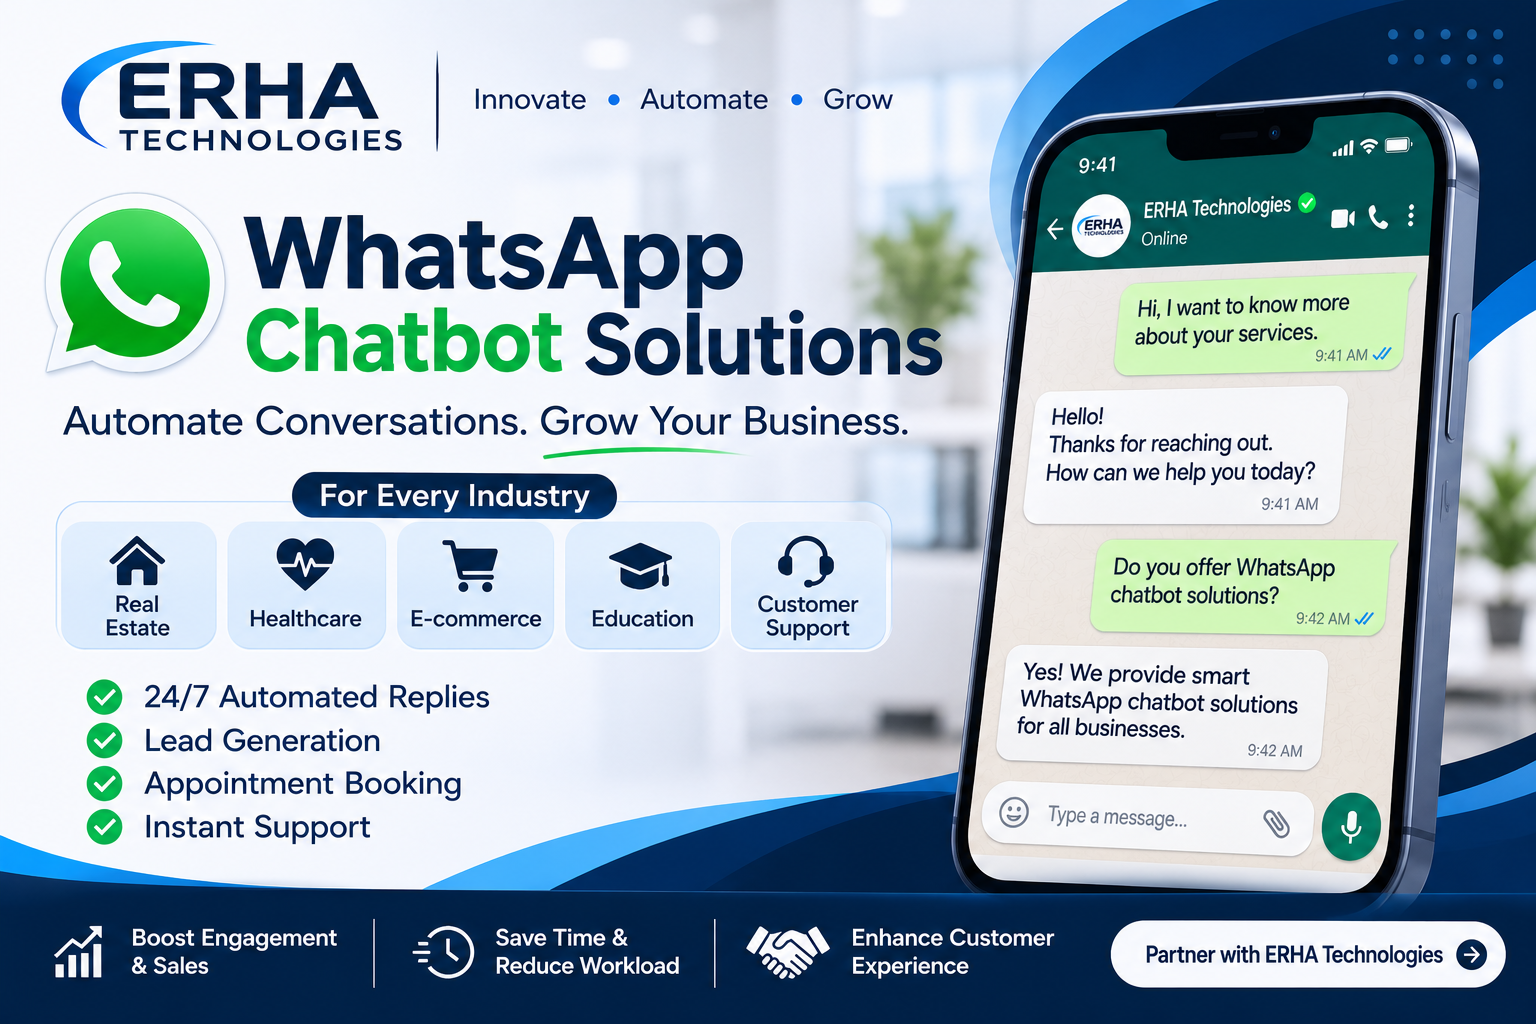 ERHA
TECHNOLOGIES
Innovate • Automate • Grow
WhatsApp
Chatbot Solutions
Automate Conversations. Grow Your Business.
For Every Industry
Real
Estate
Healthcare
E-commerce
Education
Customer
Support
24/7 Automated Replies
Lead Generation
Appointment Booking
Instant Support
9:41
ERHA
TECHNOLOGIES
ERHA Technologies
Online
Hi, I want to know more
about your services.
9:41 AM
Hello!
Thanks for reaching out.
How can we help you today?
9:41 AM
Do you offer WhatsApp
chatbot solutions?
9:42 AM
Yes! We provide smart
WhatsApp chatbot solutions
for all businesses.
9:42 AM
Type a message...
Boost Engagement
& Sales
Save Time &
Reduce Workload
Enhance Customer
Experience
Partner with ERHA Technologies